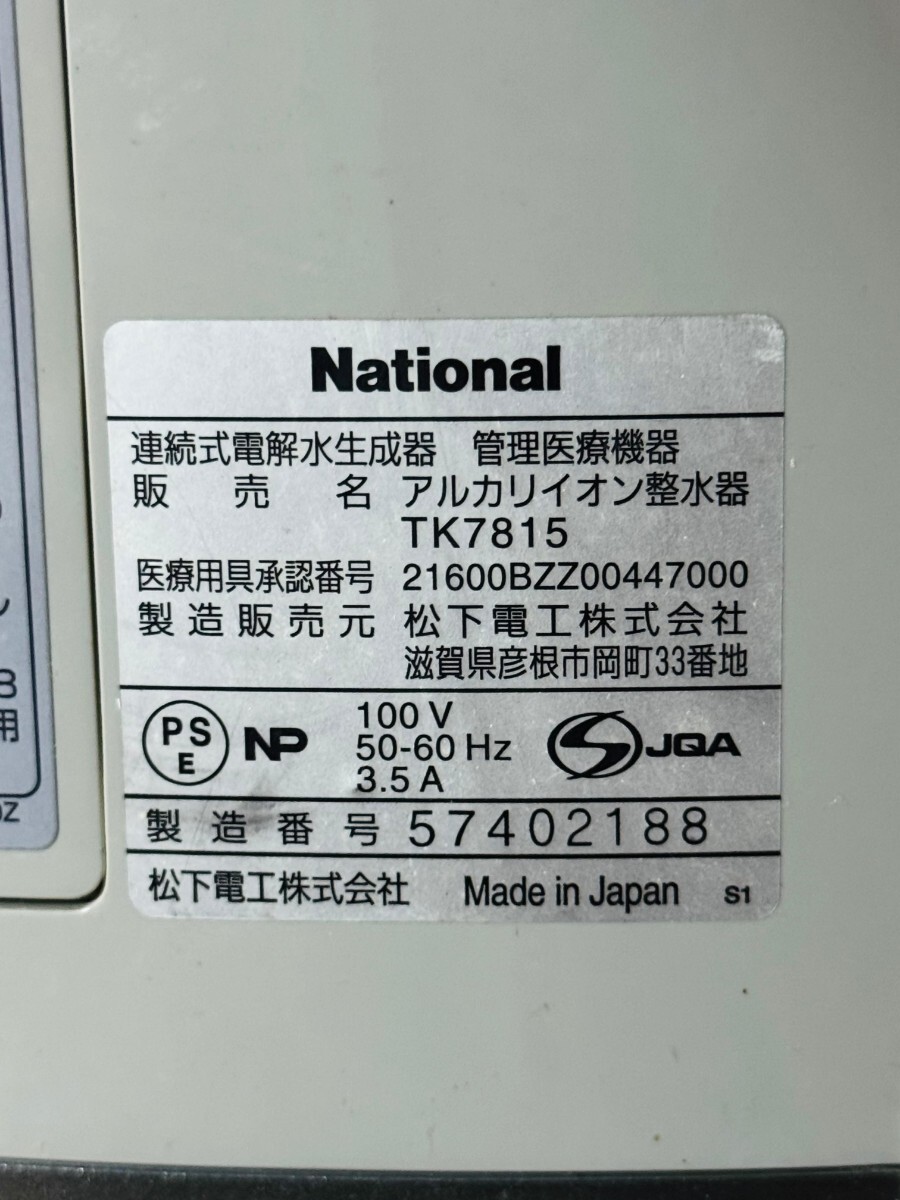 National
連続式電解水生成器 管理医療機器
販売名 アルカリイオン整水器
TK7815
医療用具承認番号 21600BZZ00447000
製造販売元 松下電工株式会社
滋賀県彦根市岡町33番地
PSE NP 100V
50-60 Hz
3.5 A
JQA
製造番号 57402188
松下電工株式会社 Made in Japan S1
8
用